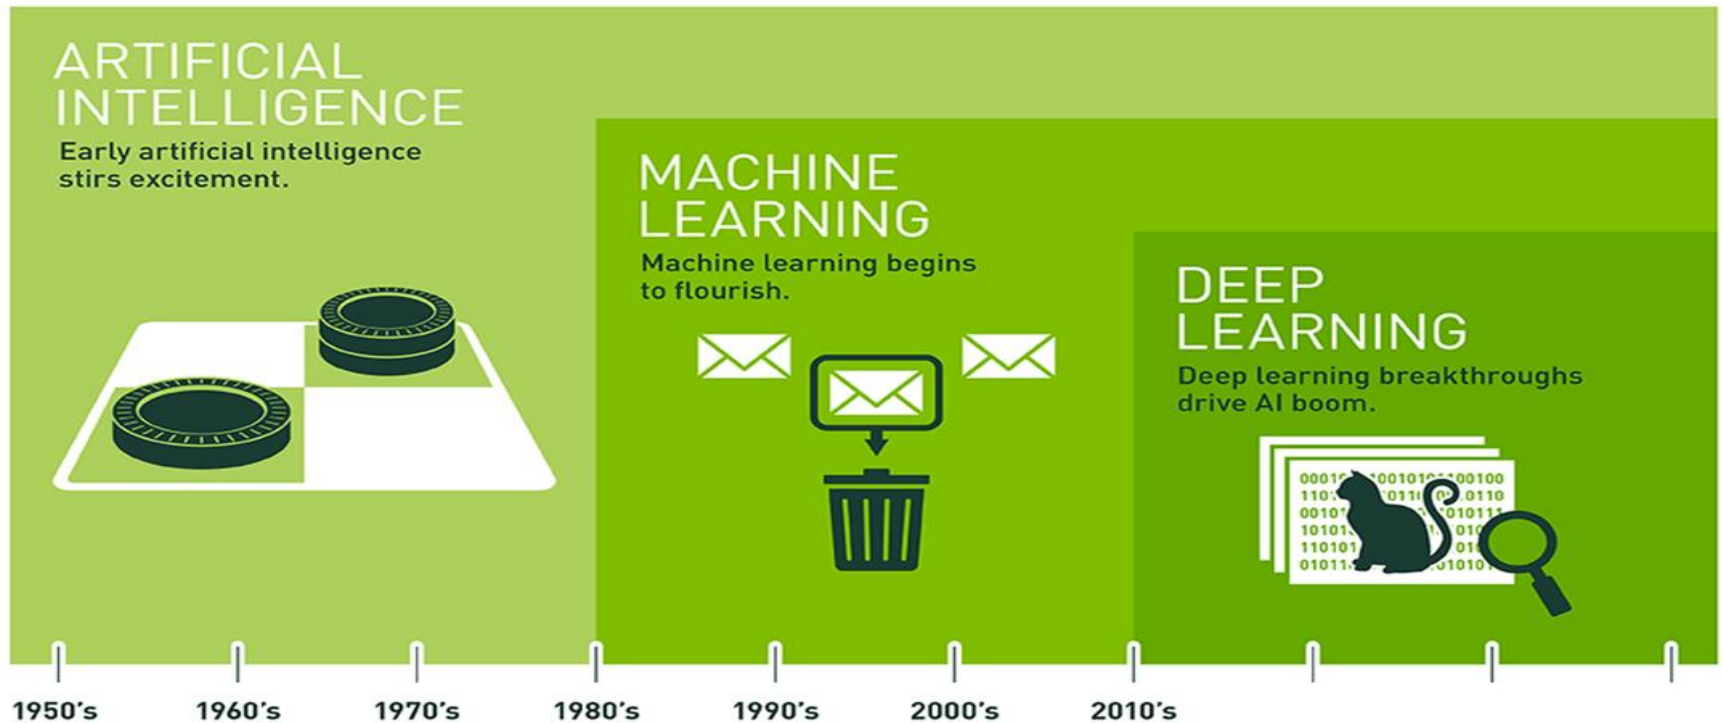 ARTIFICIAL
INTELLIGENCE
Early artificial intelligence
stirs excitement.
MACHINE
LEARNING
Machine learning begins
to flourish.
DEEP
LEARNING
Deep learning breakthroughs
drive AI boom.
1950's 1960's 1970's 1980's 1990's 2000's 2010's